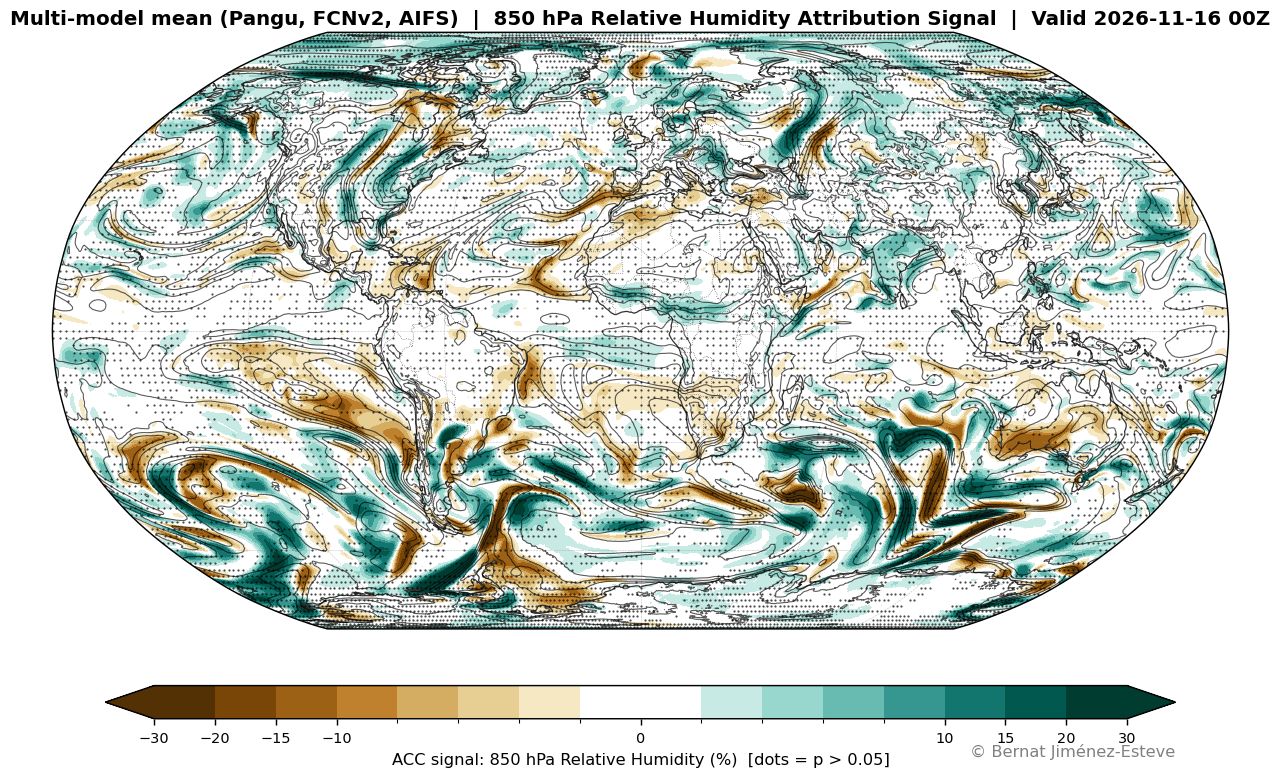 Multi-model mean (Pangu, FCNv2, AIFS)  |  850 hPa Relative Humidity Attribution Signal  |  Valid 2026-11-16 00Z
−30 −20 −15 −10 0 10 15 20 30
ACC signal: 850 hPa Relative Humidity (%)  [dots = p > 0.05]
© Bernat Jiménez-Esteve